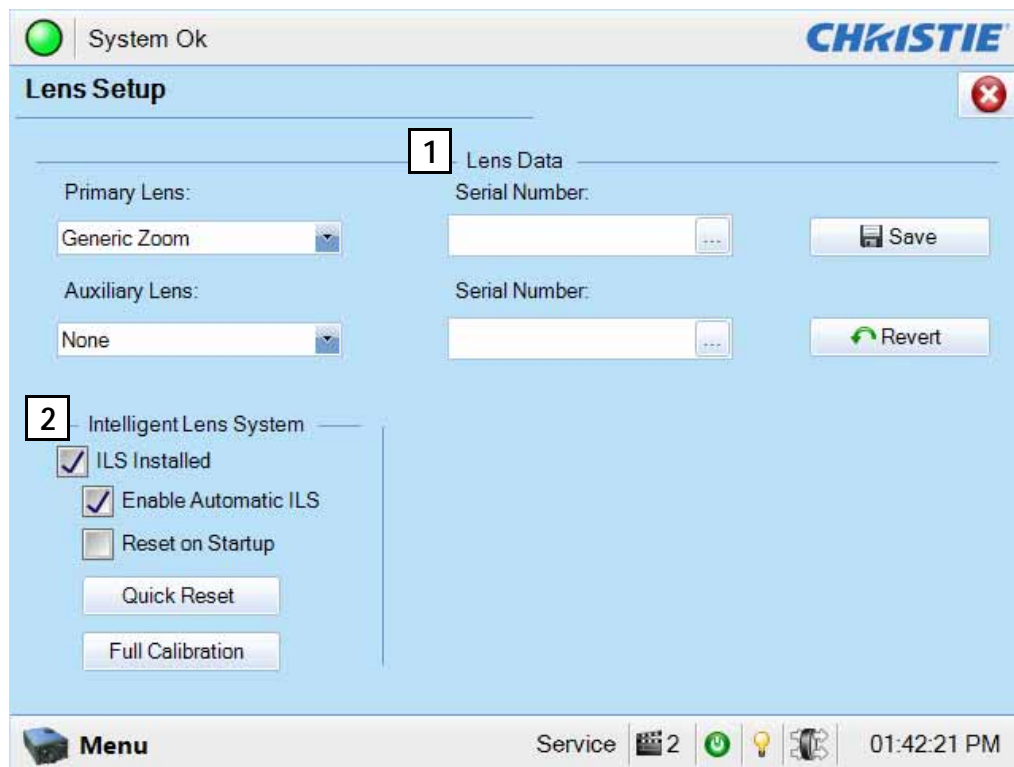 System Ok
CHRISTIE
Lens Setup
1
Lens Data
Primary Lens:
Serial Number:
Generic Zoom
...
Save
Auxiliary Lens:
Serial Number:
None
...
Revert
2
Intelligent Lens System
ILS Installed
Enable Automatic ILS
Reset on Startup
Quick Reset
Full Calibration
Menu
Service
2
01:42:21 PM